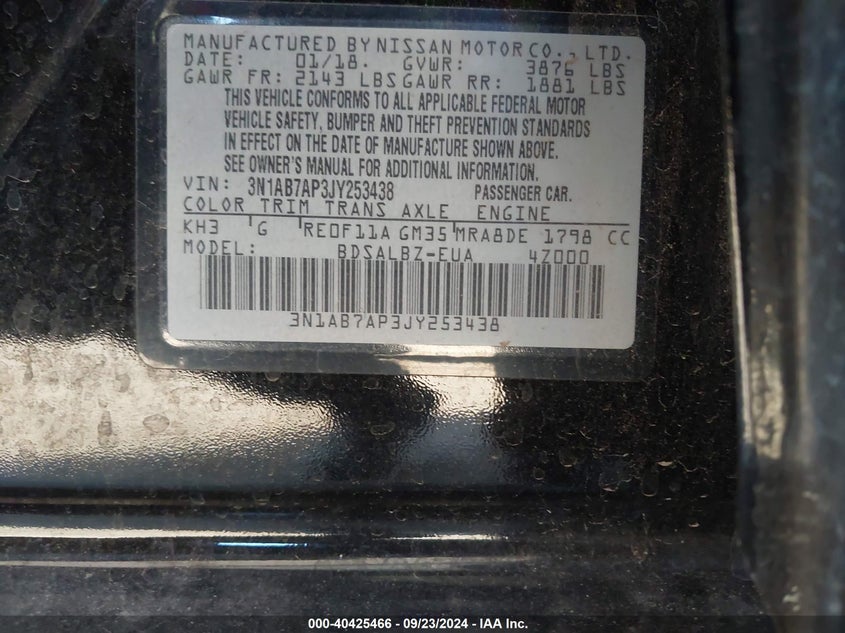 MANUFACTURED BY NISSAN MOTOR CO., LTD.
DATE: 01/18. GVWR: 3876 LBS
GAWR FR: 2143 LBS GAWR RR: 1881 LBS
THIS VEHICLE CONFORMS TO ALL APPLICABLE FEDERAL MOTOR
VEHICLE SAFETY, BUMPER AND THEFT PREVENTION STANDARDS
IN EFFECT ON THE DATE OF MANUFACTURE SHOWN ABOVE.
SEE OWNER'S MANUAL FOR ADDITIONAL INFORMATION.
VIN: 3N1AB7AP3JY253438 PASSENGER CAR.
COLOR TRIM TRANS AXLE ENGINE
KH3 G RE0F11A GM35 MRA8DE 1798 CC
MODEL: BDSALBZ-EUA 4Z000
3N1AB7AP3JY253438
000-40425466 - 09/23/2024 - IAA Inc.